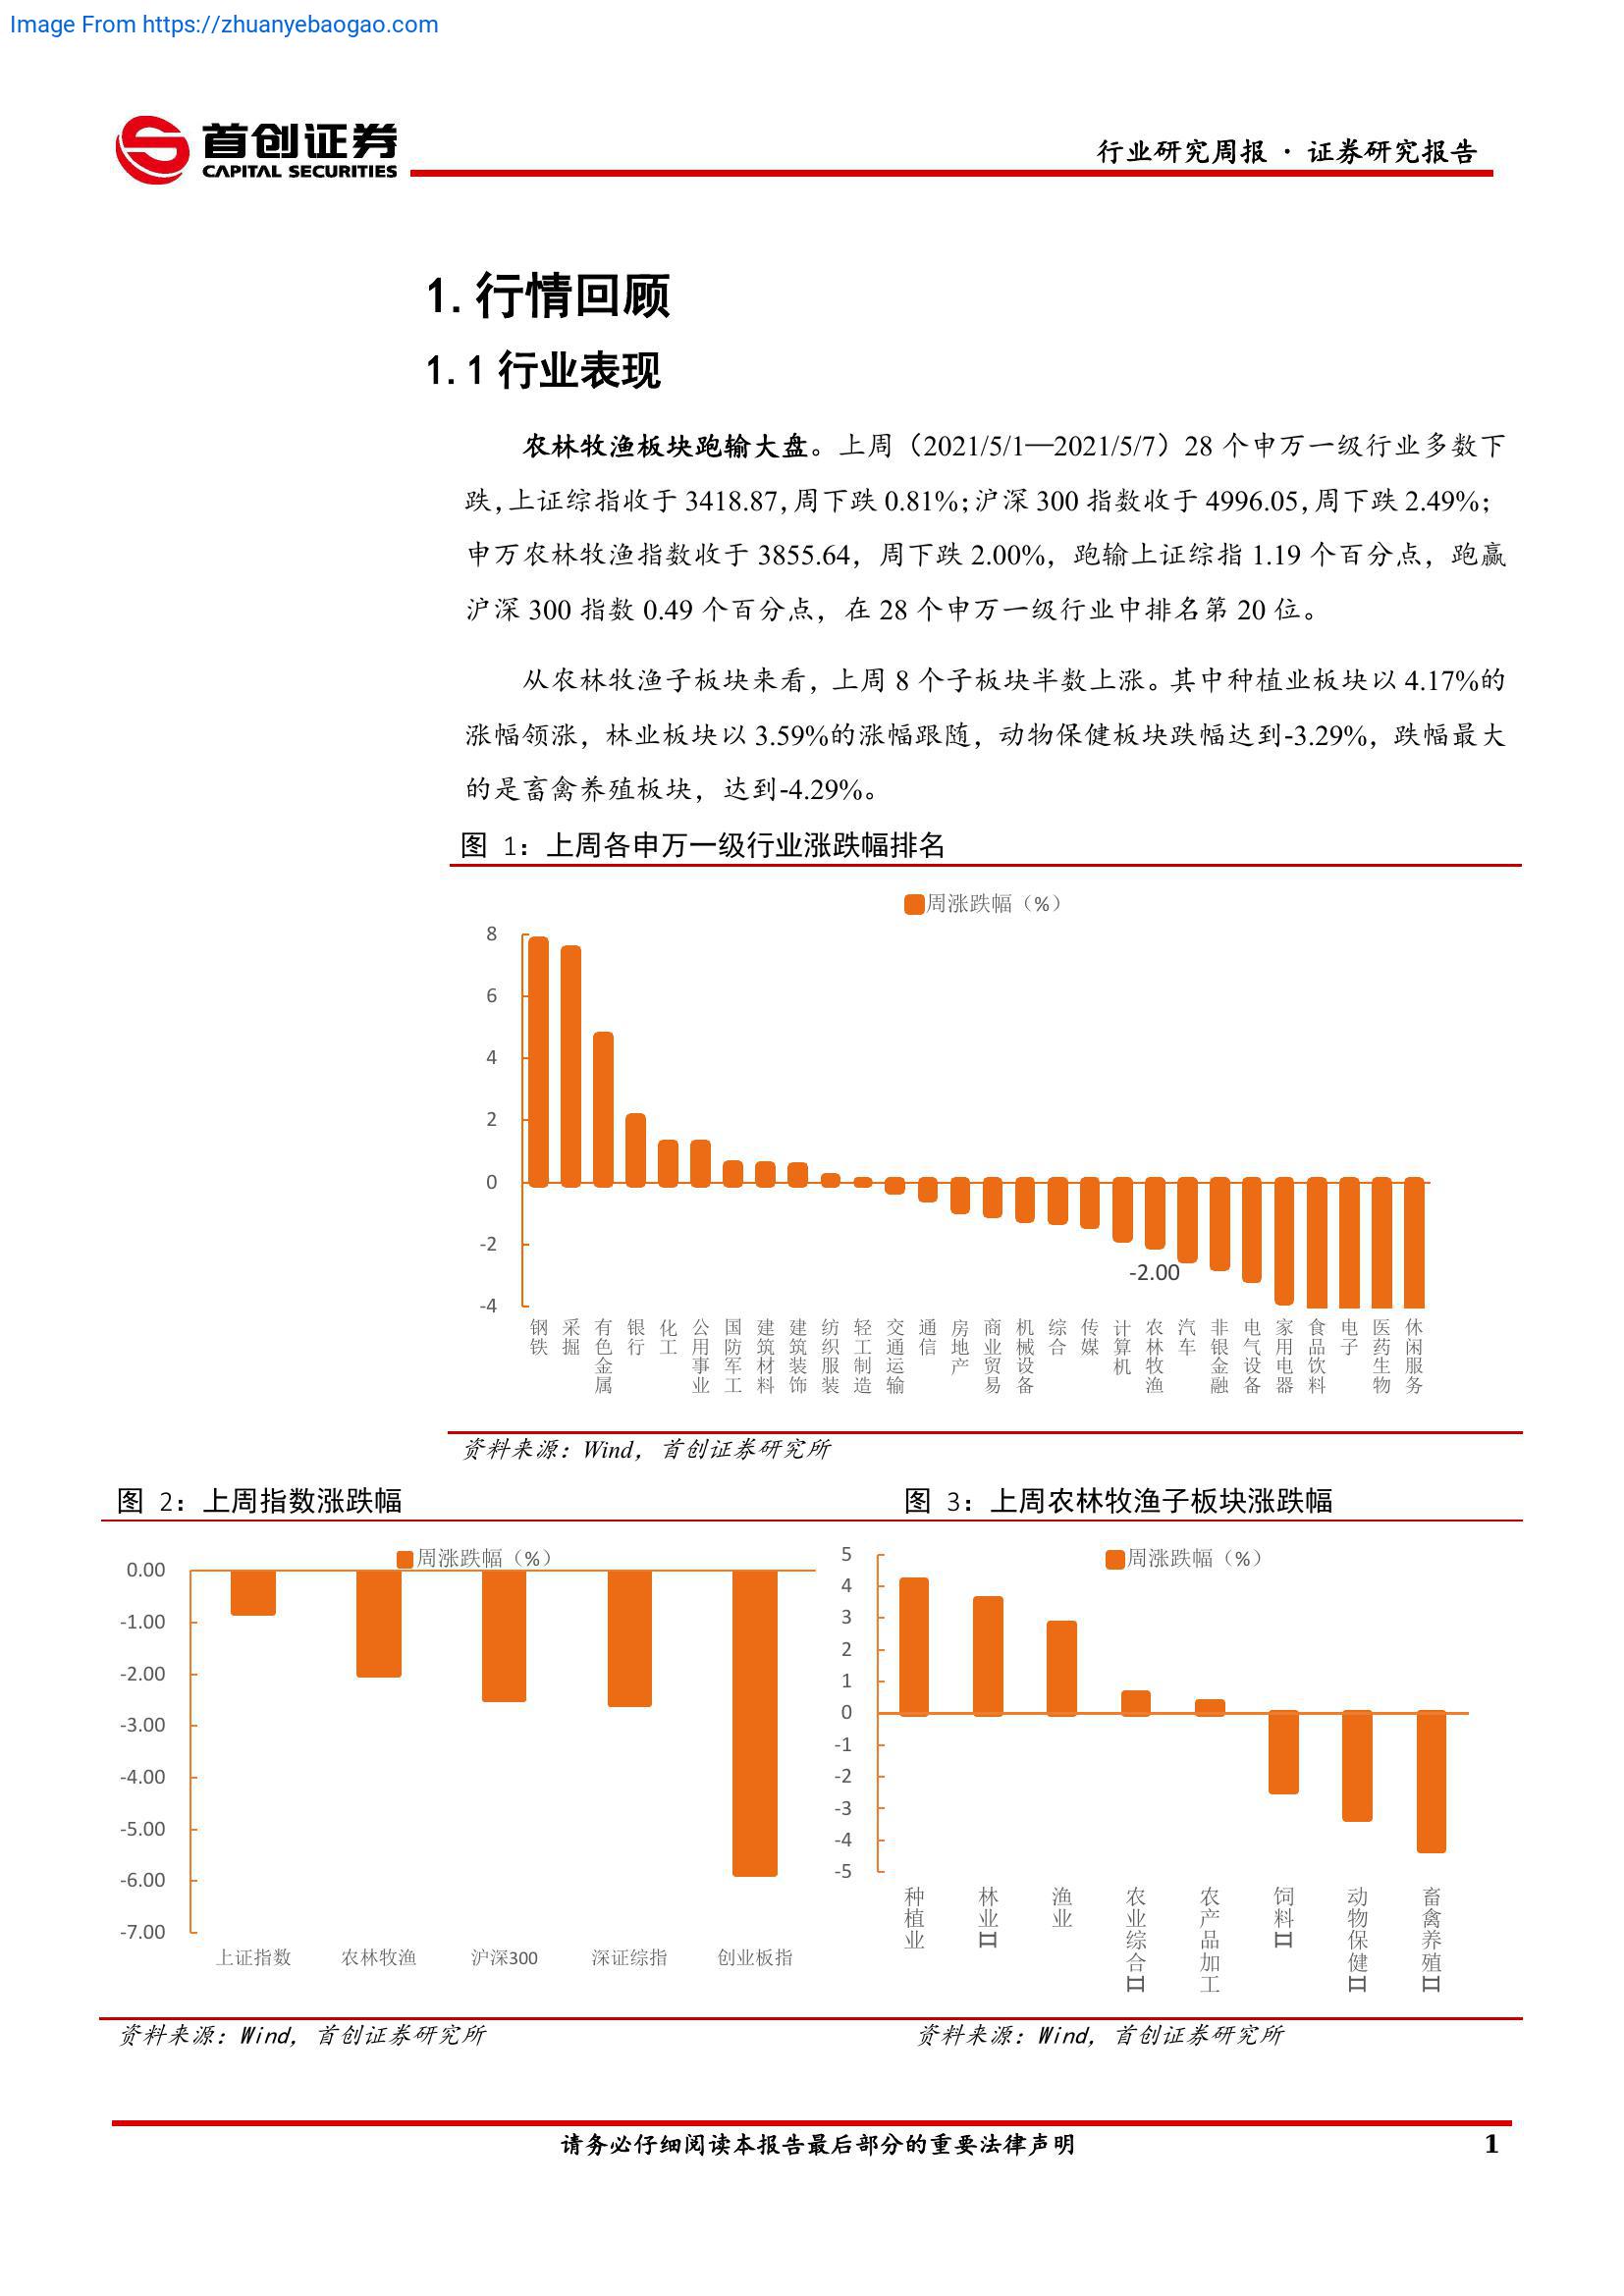 Image From https://zhuanyebaogao.com
首创证券
CAPITAL SECURITIES
行业研究周报 · 证券研究报告
1.行情回顾
1.1 行业表现
农林牧渔板块跑输大盘。上周（2021/5/1—2021/5/7）28 个申万一级行业多数下
跌，上证综指收于 3418.87，周下跌 0.81%；沪深 300 指数收于 4996.05，周下跌 2.49%；
申万农林牧渔指数收于 3855.64，周下跌 2.00%，跑输上证综指 1.19 个百分点，跑赢
沪深 300 指数 0.49 个百分点，在 28 个申万一级行业中排名第 20 位。
从农林牧渔子板块来看，上周 8 个子板块半数上涨。其中种植业板块以 4.17%的
涨幅领涨，林业板块以 3.59%的涨幅跟随，动物保健板块跌幅达到-3.29%，跌幅最大
的是畜禽养殖板块，达到-4.29%。
图 1：上周各申万一级行业涨跌幅排名
周涨跌幅（%）
8
6
4
2
0
-2
-4
-2.00
钢铁
采掘
有色金属
银行
化工
公用事业
国防军工
建筑材料
建筑装饰
纺织服装
轻工制造
交通运输
通信
房地产
商业贸易
机械设备
综合
传媒
计算机
农林牧渔
汽车
非银金融
电气设备
家用电器
食品饮料
电子
医药生物
休闲服务
资料来源：Wind，首创证券研究所
图 2：上周指数涨跌幅
周涨跌幅（%）
0.00
-1.00
-2.00
-3.00
-4.00
-5.00
-6.00
-7.00
上证指数
农林牧渔
沪深300
深证综指
创业板指
资料来源：Wind，首创证券研究所
图 3：上周农林牧渔子板块涨跌幅
周涨跌幅（%）
5
4
3
2
1
0
-1
-2
-3
-4
-5
种植业
林业Ⅱ
渔业
农业综合Ⅱ
农产品加工
饲料Ⅱ
动物保健Ⅱ
畜禽养殖Ⅱ
资料来源：Wind，首创证券研究所
请务必仔细阅读本报告最后部分的重要法律声明
1